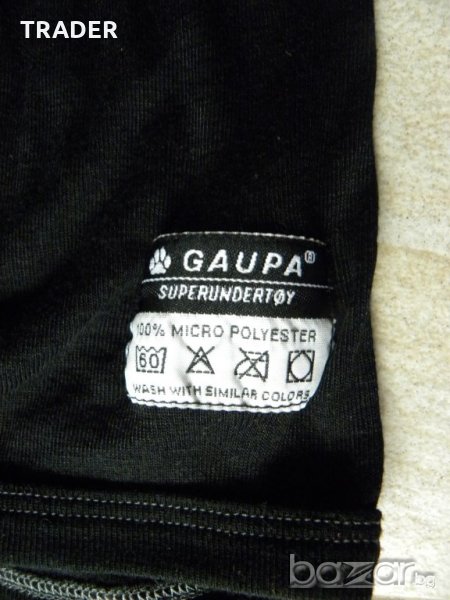 TRADER
GAUPA®
SUPERUNDERTØY
100% MICRO POLYESTER
60
WASH WITH SIMILAR COLORS
bazar.bg